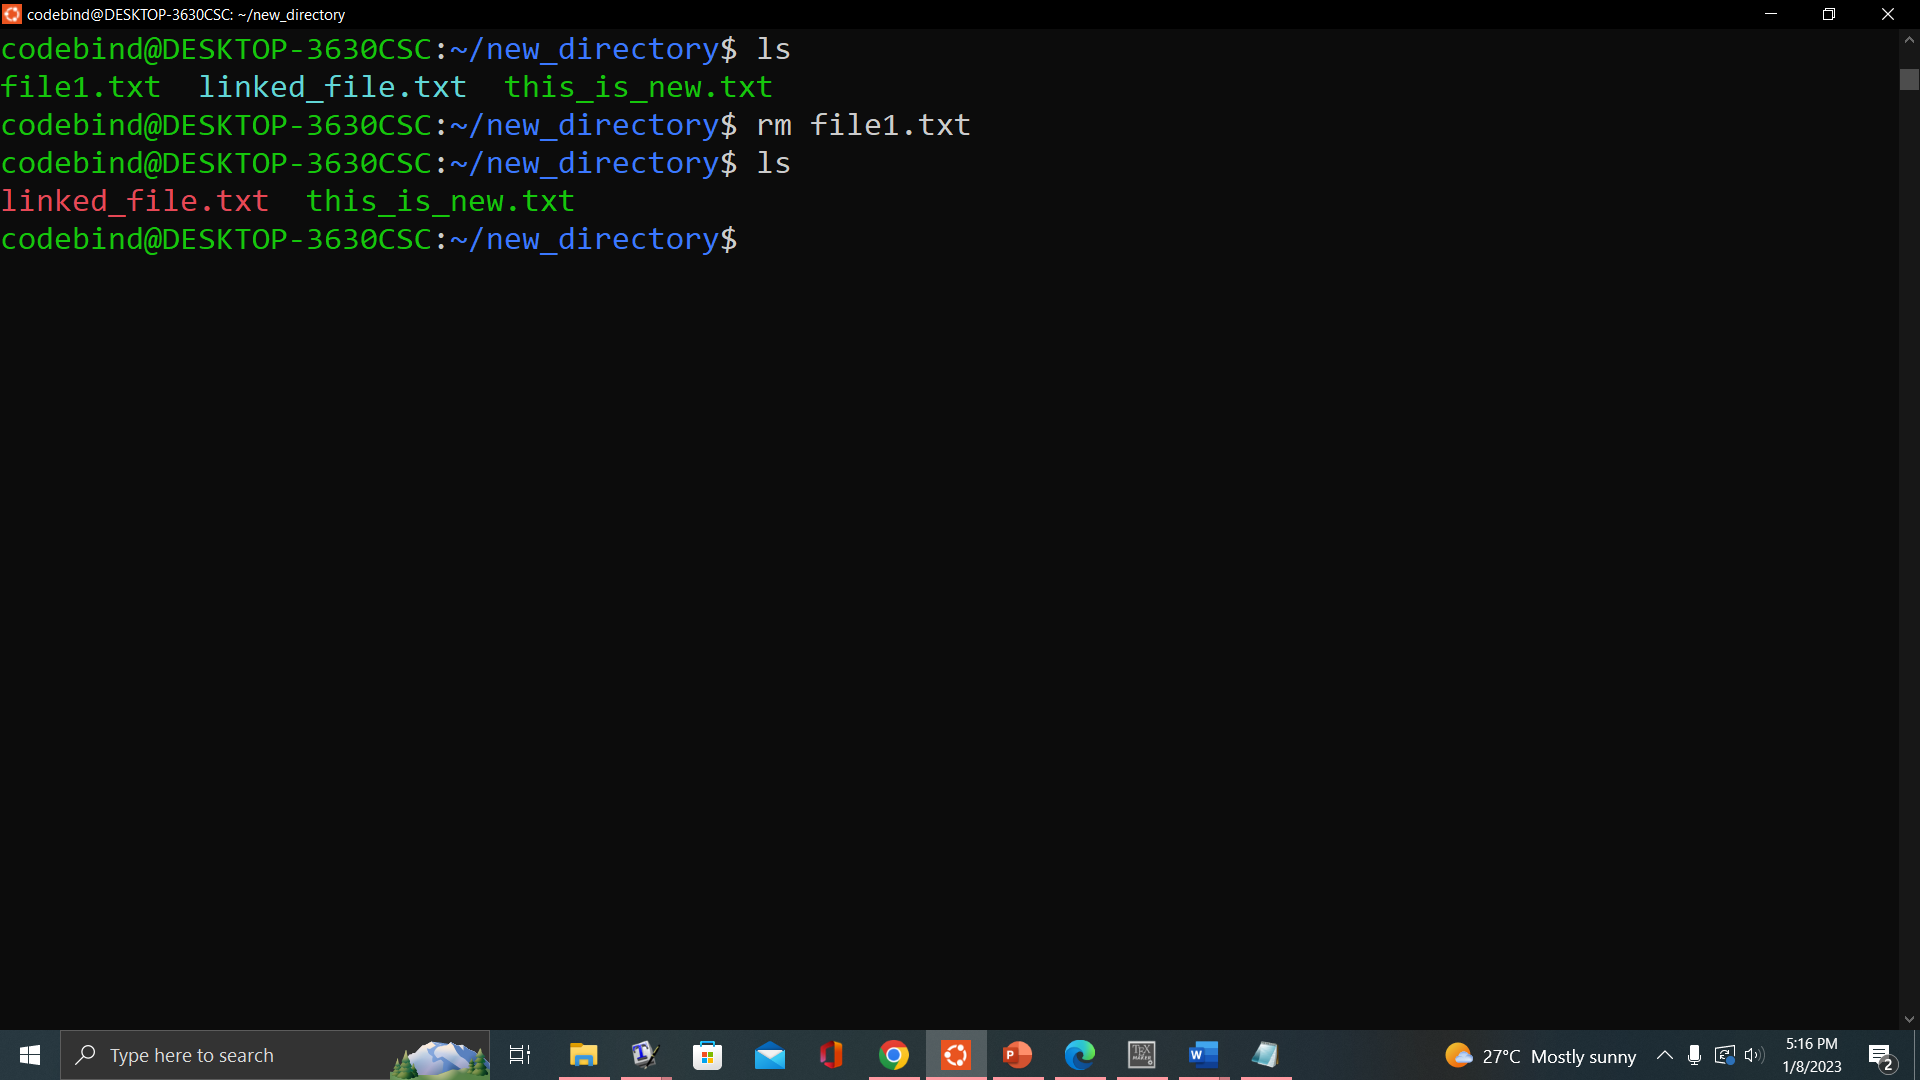 codebind@DESKTOP-3630CSC: ~/new_directory
codebind@DESKTOP-3630CSC:~/new_directory$ ls
file1.txt  linked_file.txt  this_is_new.txt
codebind@DESKTOP-3630CSC:~/new_directory$ rm file1.txt
codebind@DESKTOP-3630CSC:~/new_directory$ ls
linked_file.txt  this_is_new.txt
codebind@DESKTOP-3630CSC:~/new_directory$
Type here to search
27°C  Mostly sunny
5:16 PM
1/8/2023
2